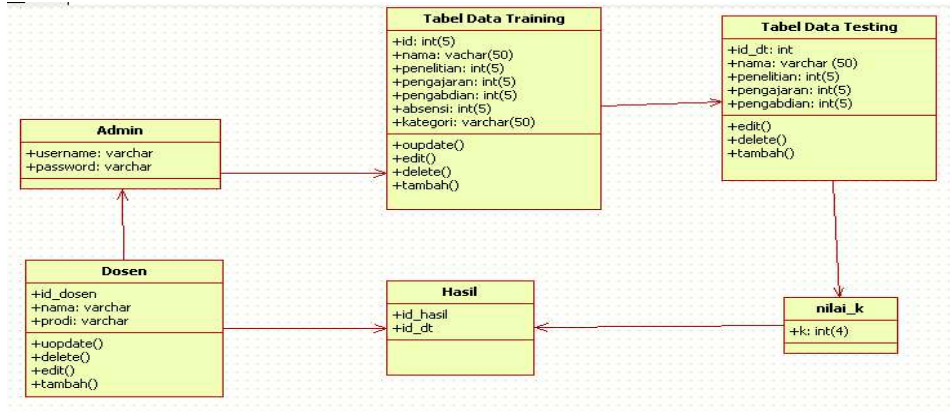 Tabel Data Training
+id: int(5)
+nama: vachar(50)
+penelitian: int(5)
+pengajaran: int(5)
+pengabdian: int(5)
+absensi: int(5)
+kategori: varchar(50)
+oupdate()
+edit()
+delete()
+tambah()
Tabel Data Testing
+id_dt: int
+nama: varchar (50)
+penelitian: int(5)
+pengajaran: int(5)
+pengabdian: int(5)
+edit()
+delete()
+tambah()
Admin
+username: varchar
+password: varchar
Dosen
+id_dosen
+nama: varchar
+prodi: varchar
+uopdate()
+delete()
+edit()
+tambah()
Hasil
+id_hasil
+id_dt
nilai_k
+k: int(4)